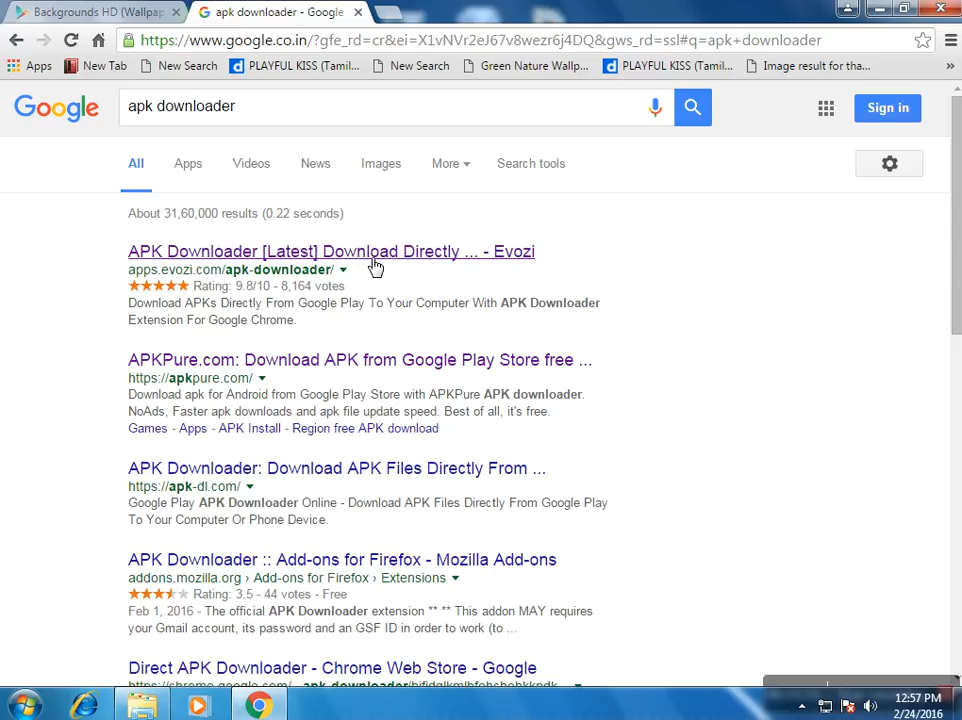 Backgrounds HD (Wallpap
apk downloader - Google
https://www.google.co.in/?gfe_rd=cr&ei=X1vNVr2eJ67v8wezr6j4DQ&gws_rd=ssl#q=apk+downloader
Apps New Tab New Search PLAYFUL KISS (Tamil... New Search Green Nature Wallp... PLAYFUL KISS (Tamil... Image result for tha... »
Google apk downloader Sign in
All Apps Videos News Images More Search tools
About 31,60,000 results (0.22 seconds)
APK Downloader [Latest] Download Directly ... - Evozi
apps.evozi.com/apk-downloader/
Rating: 9.8/10 - 8,164 votes
Download APKs Directly From Google Play To Your Computer With APK Downloader
Extension For Google Chrome.
APKPure.com: Download APK from Google Play Store free ...
https://apkpure.com/
Download apk for Android from Google Play Store with APKPure APK downloader.
NoAds, Faster apk downloads and apk file update speed. Best of all, it's free.
Games - Apps - APK Install - Region free APK download
APK Downloader: Download APK Files Directly From ...
https://apk-dl.com/
Google Play APK Downloader Online - Download APK Files Directly From Google Play
To Your Computer Or Phone Device.
APK Downloader :: Add-ons for Firefox - Mozilla Add-ons
addons.mozilla.org › Add-ons for Firefox › Extensions
Rating: 3.5 - 44 votes - Free
Feb 1, 2016 - The official APK Downloader extension ** ** This addon MAY requires
your Gmail account, its password and an GSF ID in order to work (to ...
Direct APK Downloader - Chrome Web Store - Google
12:57 PM
2/24/2016